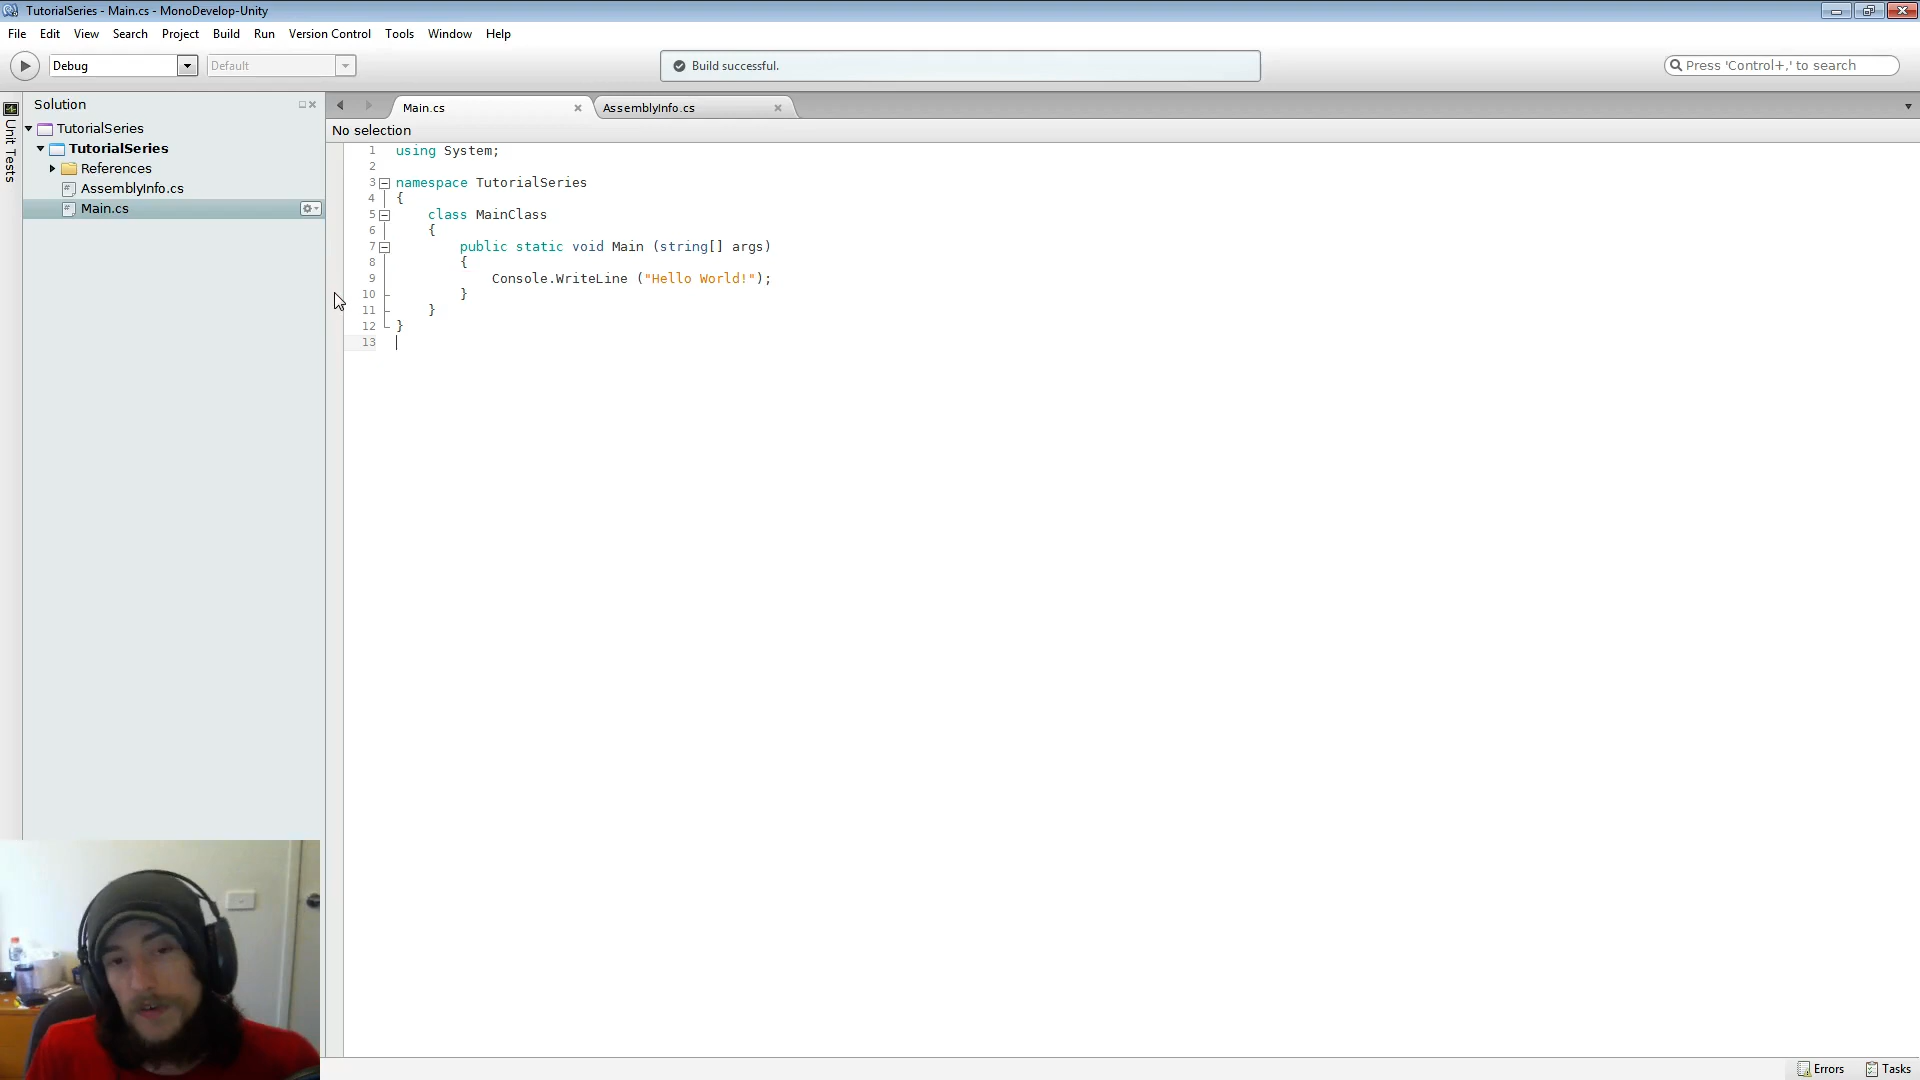 TutorialSeries - Main.cs - MonoDevelop-Unity
File Edit View Search Project Build Run Version Control Tools Window Help
Debug Default Build successful. Press 'Control+,' to search
Unit Tests
Solution
TutorialSeries
TutorialSeries
References
AssemblyInfo.cs
Main.cs
Main.cs AssemblyInfo.cs
No selection
1 using System;
2
3 namespace TutorialSeries
4 {
5 class MainClass
6 {
7 public static void Main (string[] args)
8 {
9 Console.WriteLine ("Hello World!");
10 }
11 }
12 }
13
Errors Tasks